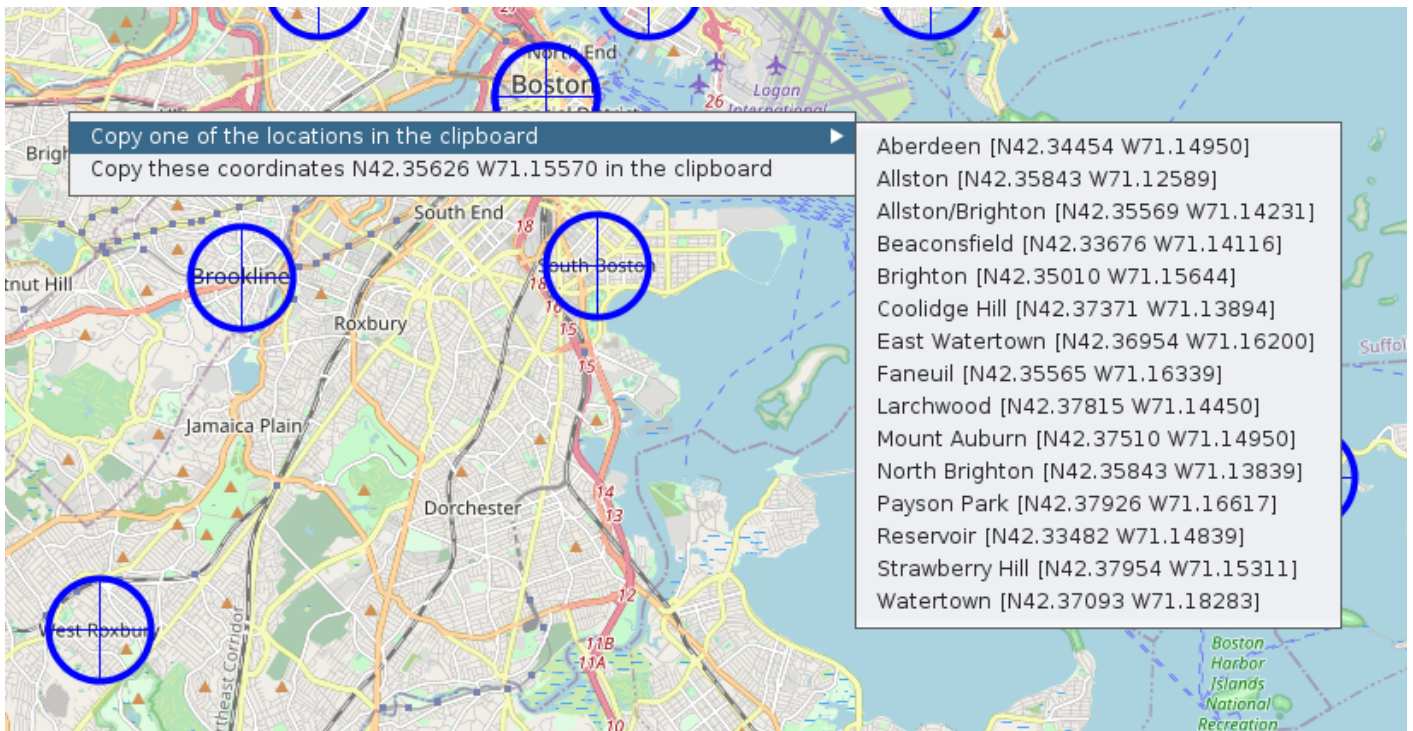 27
North End
Boston
Logan
International
26
Financial District
Brigh
Copy one of the locations in the clipboard
Copy these coordinates N42.35626 W71.15570 in the clipboard
Aberdeen [N42.34454 W71.14950]
Allston [N42.35843 W71.12589]
Allston/Brighton [N42.35569 W71.14231]
Beaconsfield [N42.33676 W71.14116]
Brighton [N42.35010 W71.15644]
Coolidge Hill [N42.37371 W71.13894]
East Watertown [N42.36954 W71.16200]
Faneuil [N42.35565 W71.16339]
Larchwood [N42.37815 W71.14450]
Mount Auburn [N42.37510 W71.14950]
North Brighton [N42.35843 W71.13839]
Payson Park [N42.37926 W71.16617]
Reservoir [N42.33482 W71.14839]
Strawberry Hill [N42.37954 W71.15311]
Watertown [N42.37093 W71.18283]
South End
18
Brookline
South Boston
tnut Hill
18
16
Roxbury
15
15
Suffol
Jamaica Plain
14
Dorchester
13
12
West Roxbury
11B
11A
theast Corridor
10
Boston
Harbor
Islands
National
Recreation